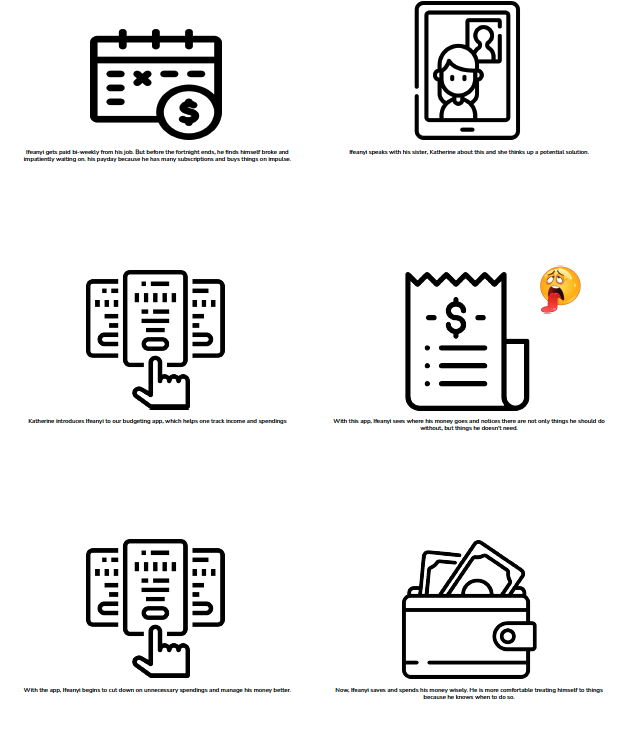 Ifeanyi gets paid bi-weekly from his job. But before the fortnight ends, he finds himself broke and
impatiently waiting on. his payday because he has many subscriptions and buys things on impulse.
Ifeanyi speaks with his sister, Katherine about this and she thinks up a potential solution.
Katherine introduces Ifeanyi to our budgeting app, which helps one track income and spendings
With this app, Ifeanyi sees where his money goes and notices there are not only things he should do
without, but things he doesn't need.
With the app, Ifeanyi begins to cut down on unnecessary spendings and manage his money better.
Now, Ifeanyi saves and spends his money wisely. He is more comfortable treating himself to things
because he knows when to do so.